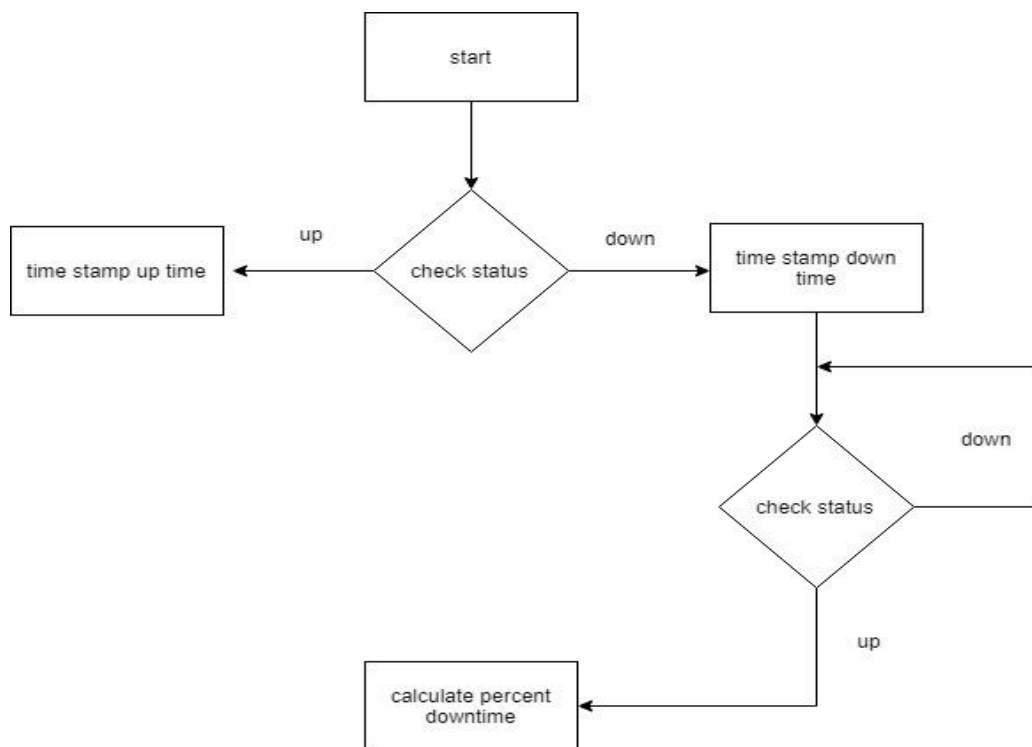 start
up
down
time stamp up time
check status
time stamp down
time
down
check status
up
calculate percent
downtime